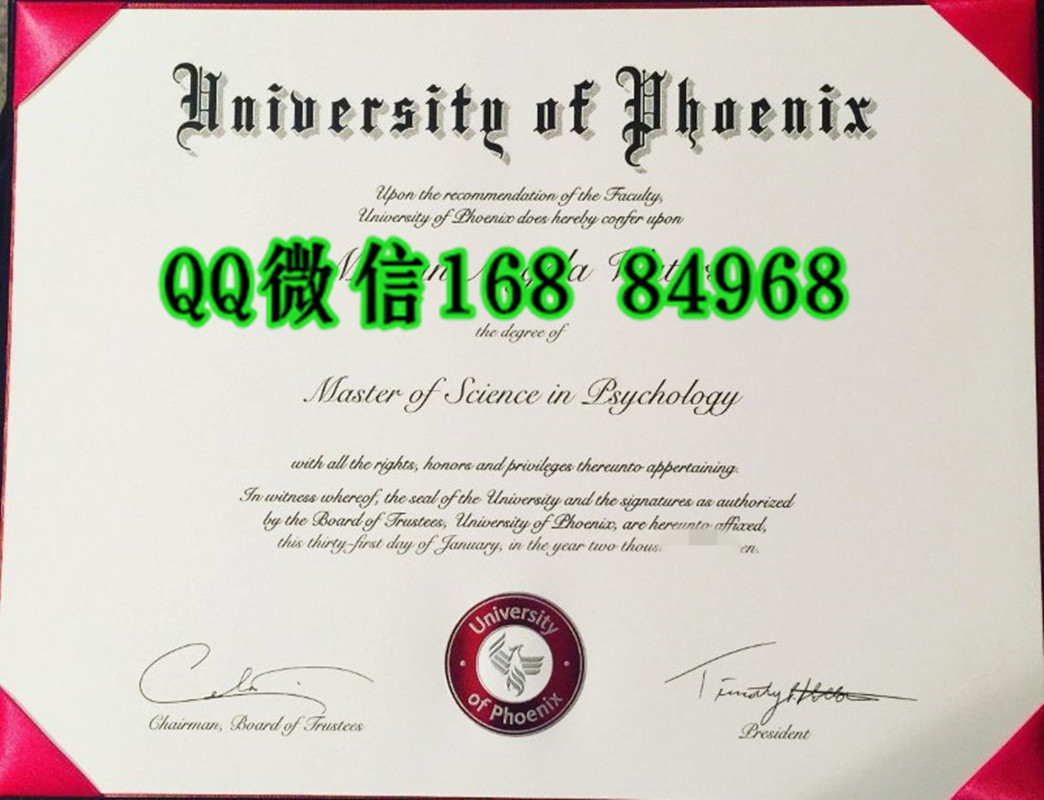 University of Phoenix
Upon the recommendation of the Faculty,
University of Phoenix does hereby confer upon
QQ微信168 84968
the degree of
Master of Science in Psychology
with all the rights, honors and privileges thereunto appertaining.
In witness whereof, the seal of the University and the signatures as authorized
by the Board of Trustees, University of Phoenix, are hereunto affixed,
this thirty-first day of January, in the year two
University
of Phoenix
Chairman, Board of Trustees
President